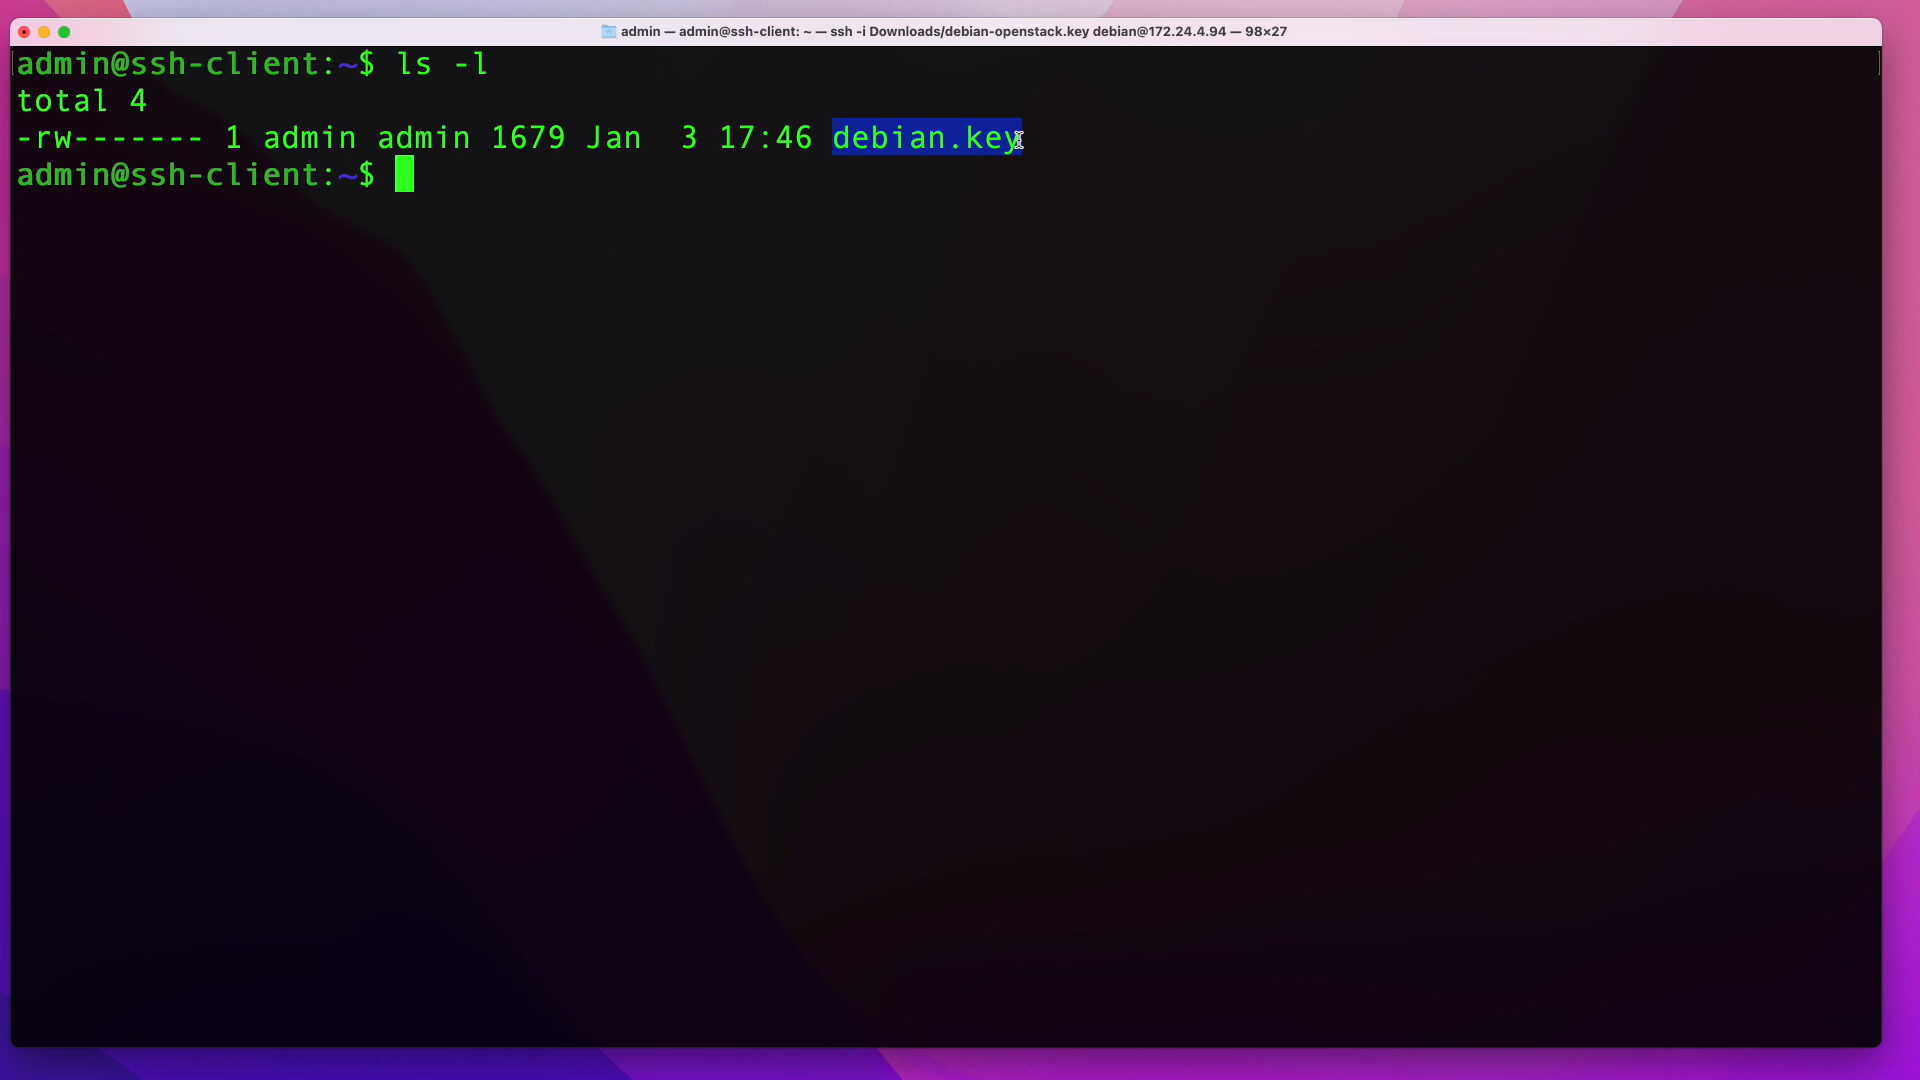 admin — admin@ssh-client: ~ — ssh -i Downloads/debian-openstack.key debian@172.24.4.94 — 98×27
[admin@ssh-client:~$ ls -l ]
total 4
-rw------- 1 admin admin 1679 Jan  3 17:46 debian.key
admin@ssh-client:~$